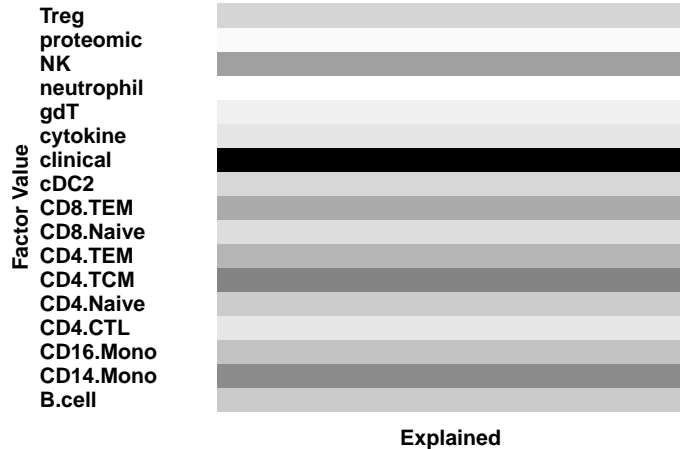 Treg
proteomic
NK
neutrophil
gdT
cytokine
clinical
cDC2
CD8.TEM
CD8.Naive
CD4.TEM
CD4.TCM
CD4.Naive
CD4.CTL
CD16.Mono
CD14.Mono
B.cell
Factor Value
Explained